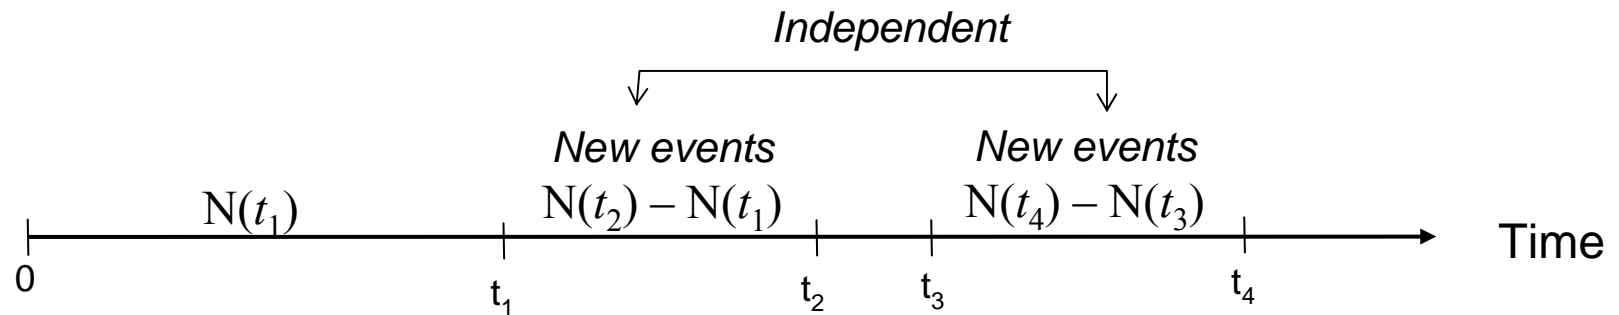 Independent
New events New events
N(t₁) N(t₂) – N(t₁) N(t₄) – N(t₃)
Time
0 t₁ t₂ t₃ t₄